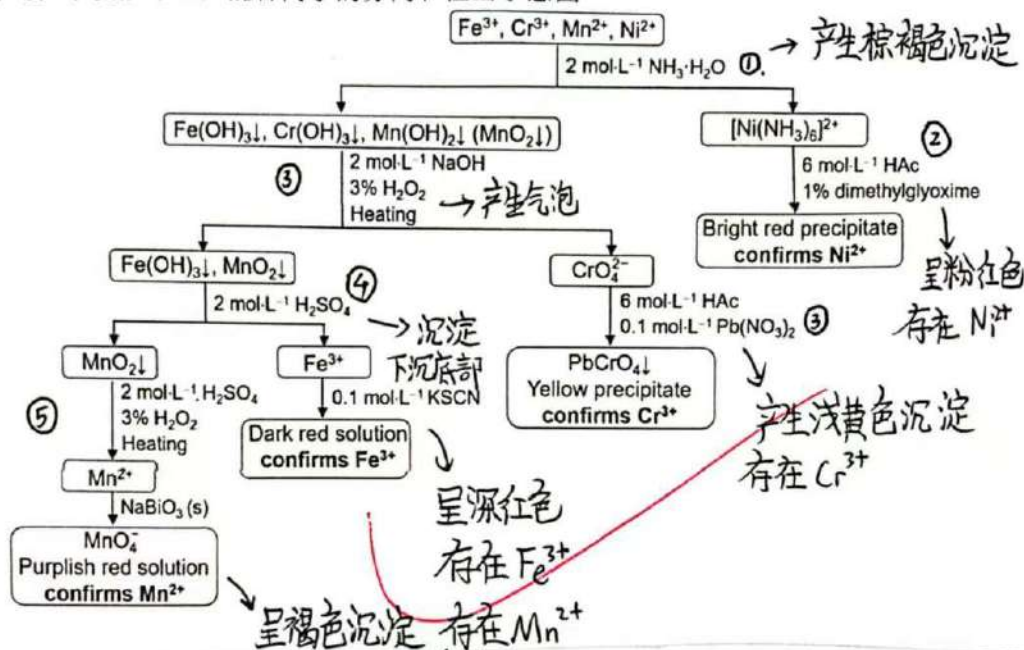 Fe³⁺, Cr³⁺, Mn²⁺, Ni²⁺
2 mol·L⁻¹ NH₃·H₂O ①. → 产生棕褐色沉淀
Fe(OH)₃↓, Cr(OH)₃↓, Mn(OH)₂↓ (MnO₂↓)
[Ni(NH₃)₆]²⁺
②
③
2 mol·L⁻¹ NaOH
3% H₂O₂
Heating
→ 产生气泡
6 mol·L⁻¹ HAc
1% dimethylglyoxime
Bright red precipitate
confirms Ni²⁺
呈粉红色
存在 Ni²⁺
Fe(OH)₃↓, MnO₂↓
CrO₄²⁻
2 mol·L⁻¹ H₂SO₄ ④
→ 沉淀
下沉底部
6 mol·L⁻¹ HAc
0.1 mol·L⁻¹ Pb(NO₃)₂ ③
MnO₂↓
Fe³⁺
PbCrO₄↓
Yellow precipitate
confirms Cr³⁺
产生浅黄色沉淀
存在 Cr³⁺
⑤
2 mol·L⁻¹ H₂SO₄
3% H₂O₂
Heating
0.1 mol·L⁻¹ KSCN
Dark red solution
confirms Fe³⁺
呈深红色
存在 Fe³⁺
Mn²⁺
NaBiO₃ (s)
MnO₄⁻
Purplish red solution
confirms Mn²⁺
呈褐色沉淀 存在 Mn²⁺